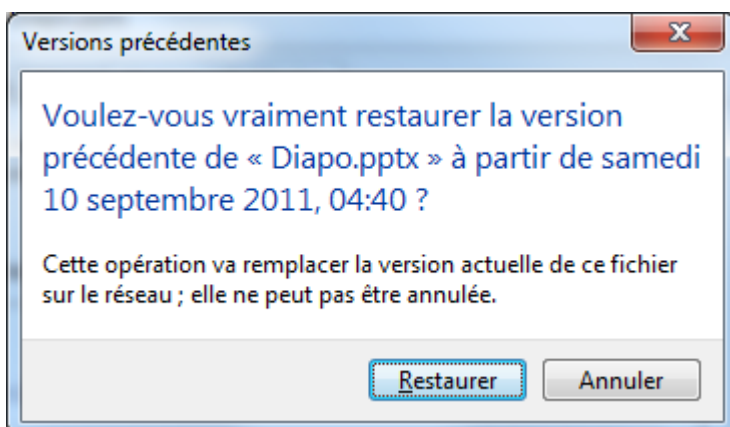 Versions précédentes
Voulez-vous vraiment restaurer la version
précédente de « Diapo.pptx » à partir de samedi
10 septembre 2011, 04:40 ?
Cette opération va remplacer la version actuelle de ce fichier
sur le réseau ; elle ne peut pas être annulée.
Restaurer
Annuler